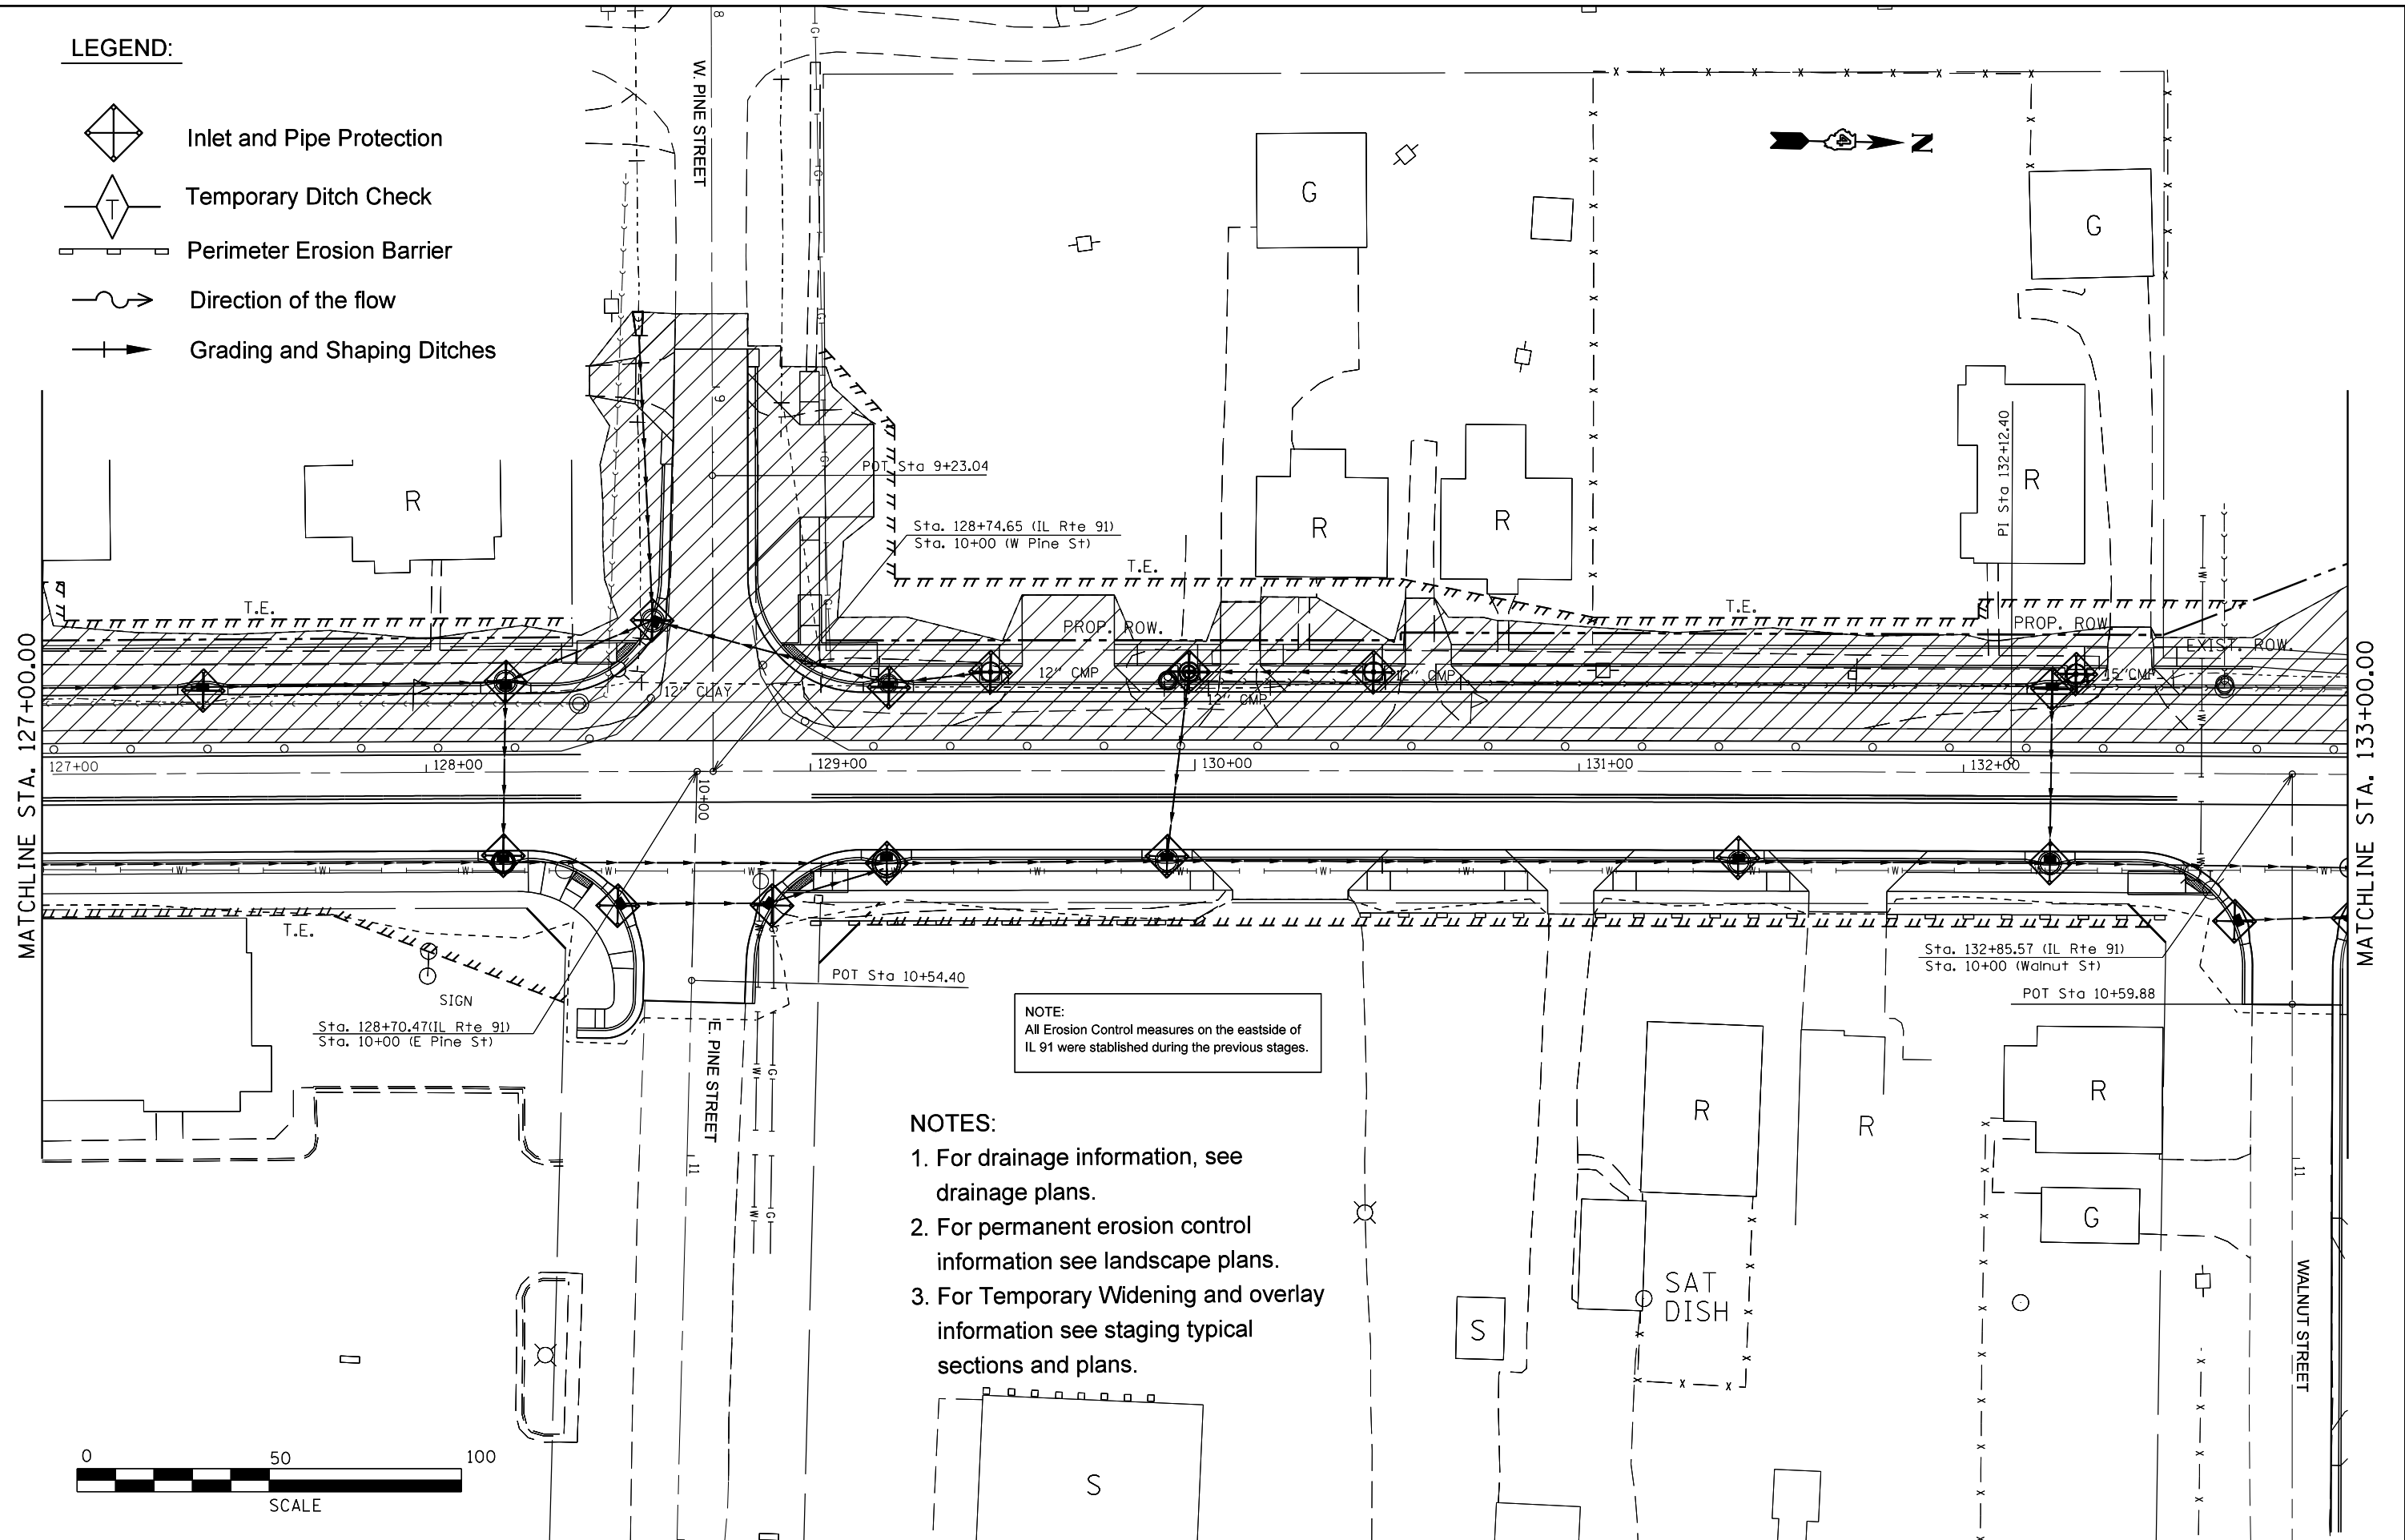 LEGEND:
Inlet and Pipe Protection
T
Temporary Ditch Check
Perimeter Erosion Barrier
Direction of the flow
Grading and Shaping Ditches
8
W. PINE STREET
9
G
G
N
R
R
R
R
POT Sta 9+23.04
Sta. 128+74.65 (IL Rte 91)
Sta. 10+00 (W Pine St)
PI Sta 132+12.40
T.E.
T.E.
T.E.
PROP. ROW.
PROP. ROW
EXIST. ROW.
12" CLAY
12" CMP
12" CMP
12" CMP
15" CMP
MATCHLINE STA. 127+00.00
MATCHLINE STA. 133+00.00
127+00
128+00
129+00
130+00
131+00
132+00
10+00
W
W
W
W
W
W
W
W
W
W
T.E.
SIGN
Sta. 128+70.47(IL Rte 91)
Sta. 10+00 (E Pine St)
POT Sta 10+54.40
E. PINE STREET
11
W
G
W
G
Sta. 132+85.57 (IL Rte 91)
Sta. 10+00 (Walnut St)
POT Sta 10+59.88
NOTE:
All Erosion Control measures on the eastside of
IL 91 were stablished during the previous stages.
NOTES:
1. For drainage information, see
drainage plans.
2. For permanent erosion control
information see landscape plans.
3. For Temporary Widening and overlay
information see staging typical
sections and plans.
R
R
R
G
SAT
DISH
S
S
11
WALNUT STREET
0
50
100
SCALE